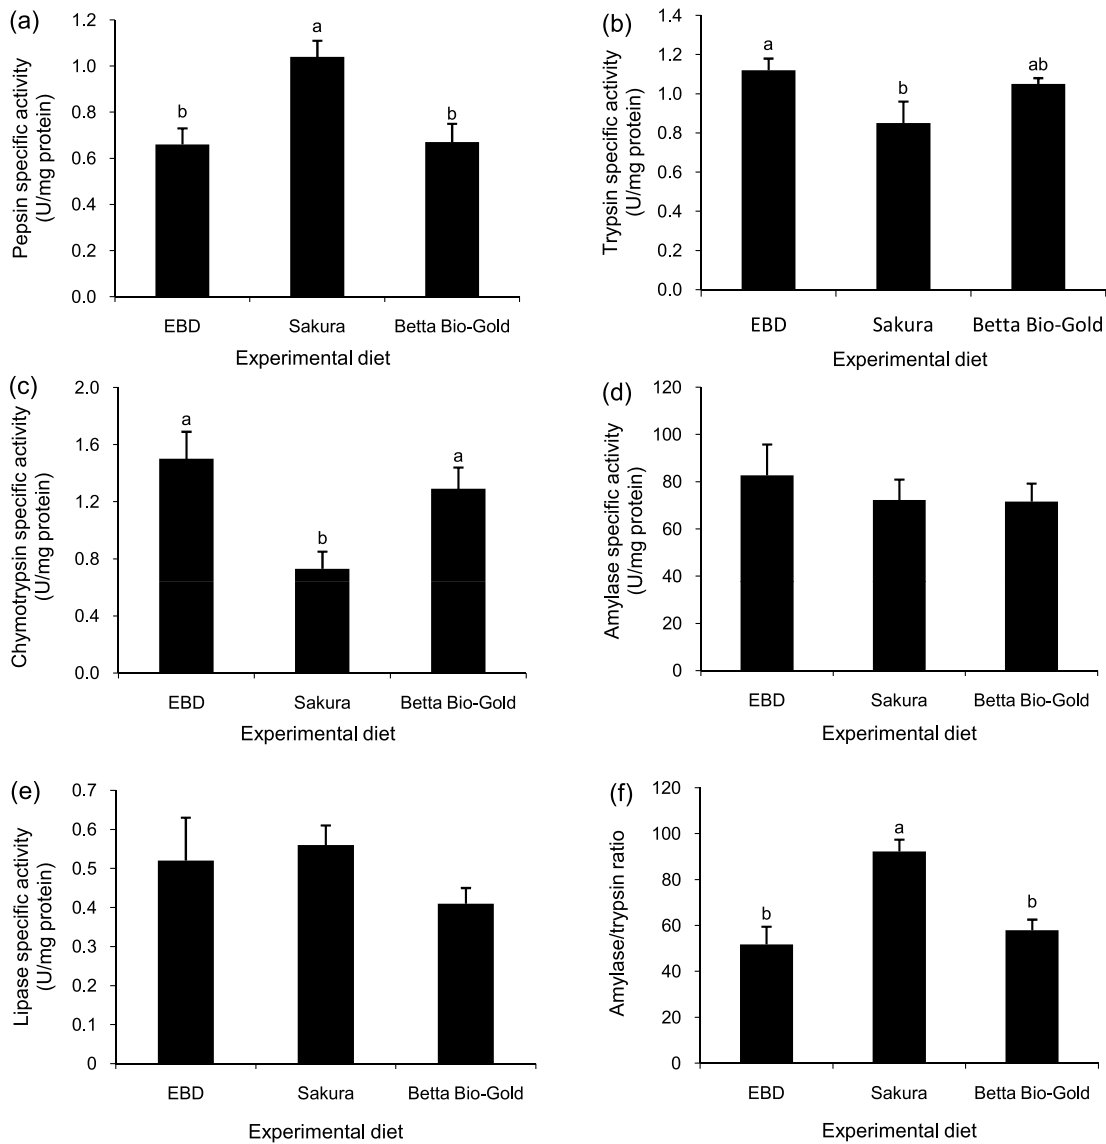 (a)
Pepsin specific activity
(U/mg protein)
1.2
1.0
0.8
0.6
0.4
0.2
0.0
b
a
b
EBD Sakura Betta Bio-Gold
Experimental diet
(b)
Trypsin specific activity
(U/mg protein)
1.4
1.2
1.0
0.8
0.6
0.4
0.2
0.0
a
b
ab
EBD Sakura Betta Bio-Gold
Experimental diet
(c)
Chymotrypsin specific activity
(U/mg protein)
2.0
1.6
1.2
0.8
0.4
0.0
a
b
a
EBD Sakura Betta Bio-Gold
Experimental diet
(d)
Amylase specific activity
(U/mg protein)
120
100
80
60
40
20
0
EBD Sakura Betta Bio-Gold
Experimental diet
(e)
Lipase specific activity
(U/mg protein)
0.7
0.6
0.5
0.4
0.3
0.2
0.1
0
EBD Sakura Betta Bio-Gold
Experimental diet
(f)
Amylase/trypsin ratio
120
100
80
60
40
20
0
b
a
b
EBD Sakura Betta Bio-Gold
Experimental diet